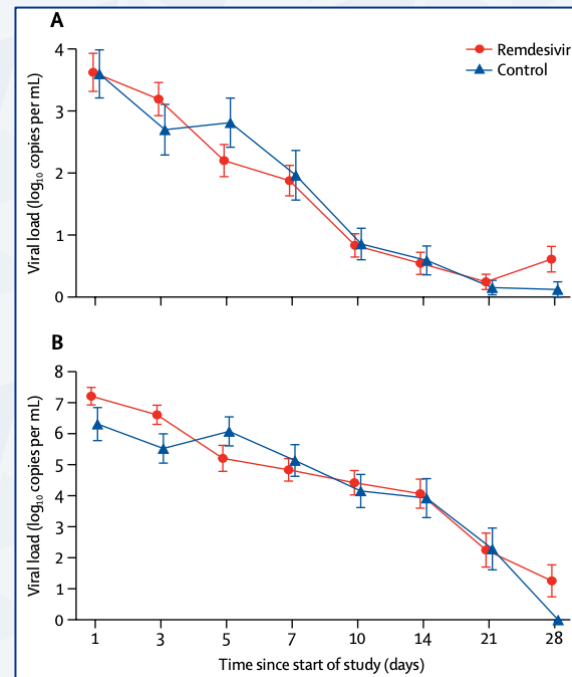 A
Remdesivir
Control
Viral load (log₁₀ copies per mL)
4
3
2
1
0
B
Viral load (log₁₀ copies per mL)
8
7
6
5
4
3
2
1
0
1 3 5 7 10 14 21 28
Time since start of study (days)